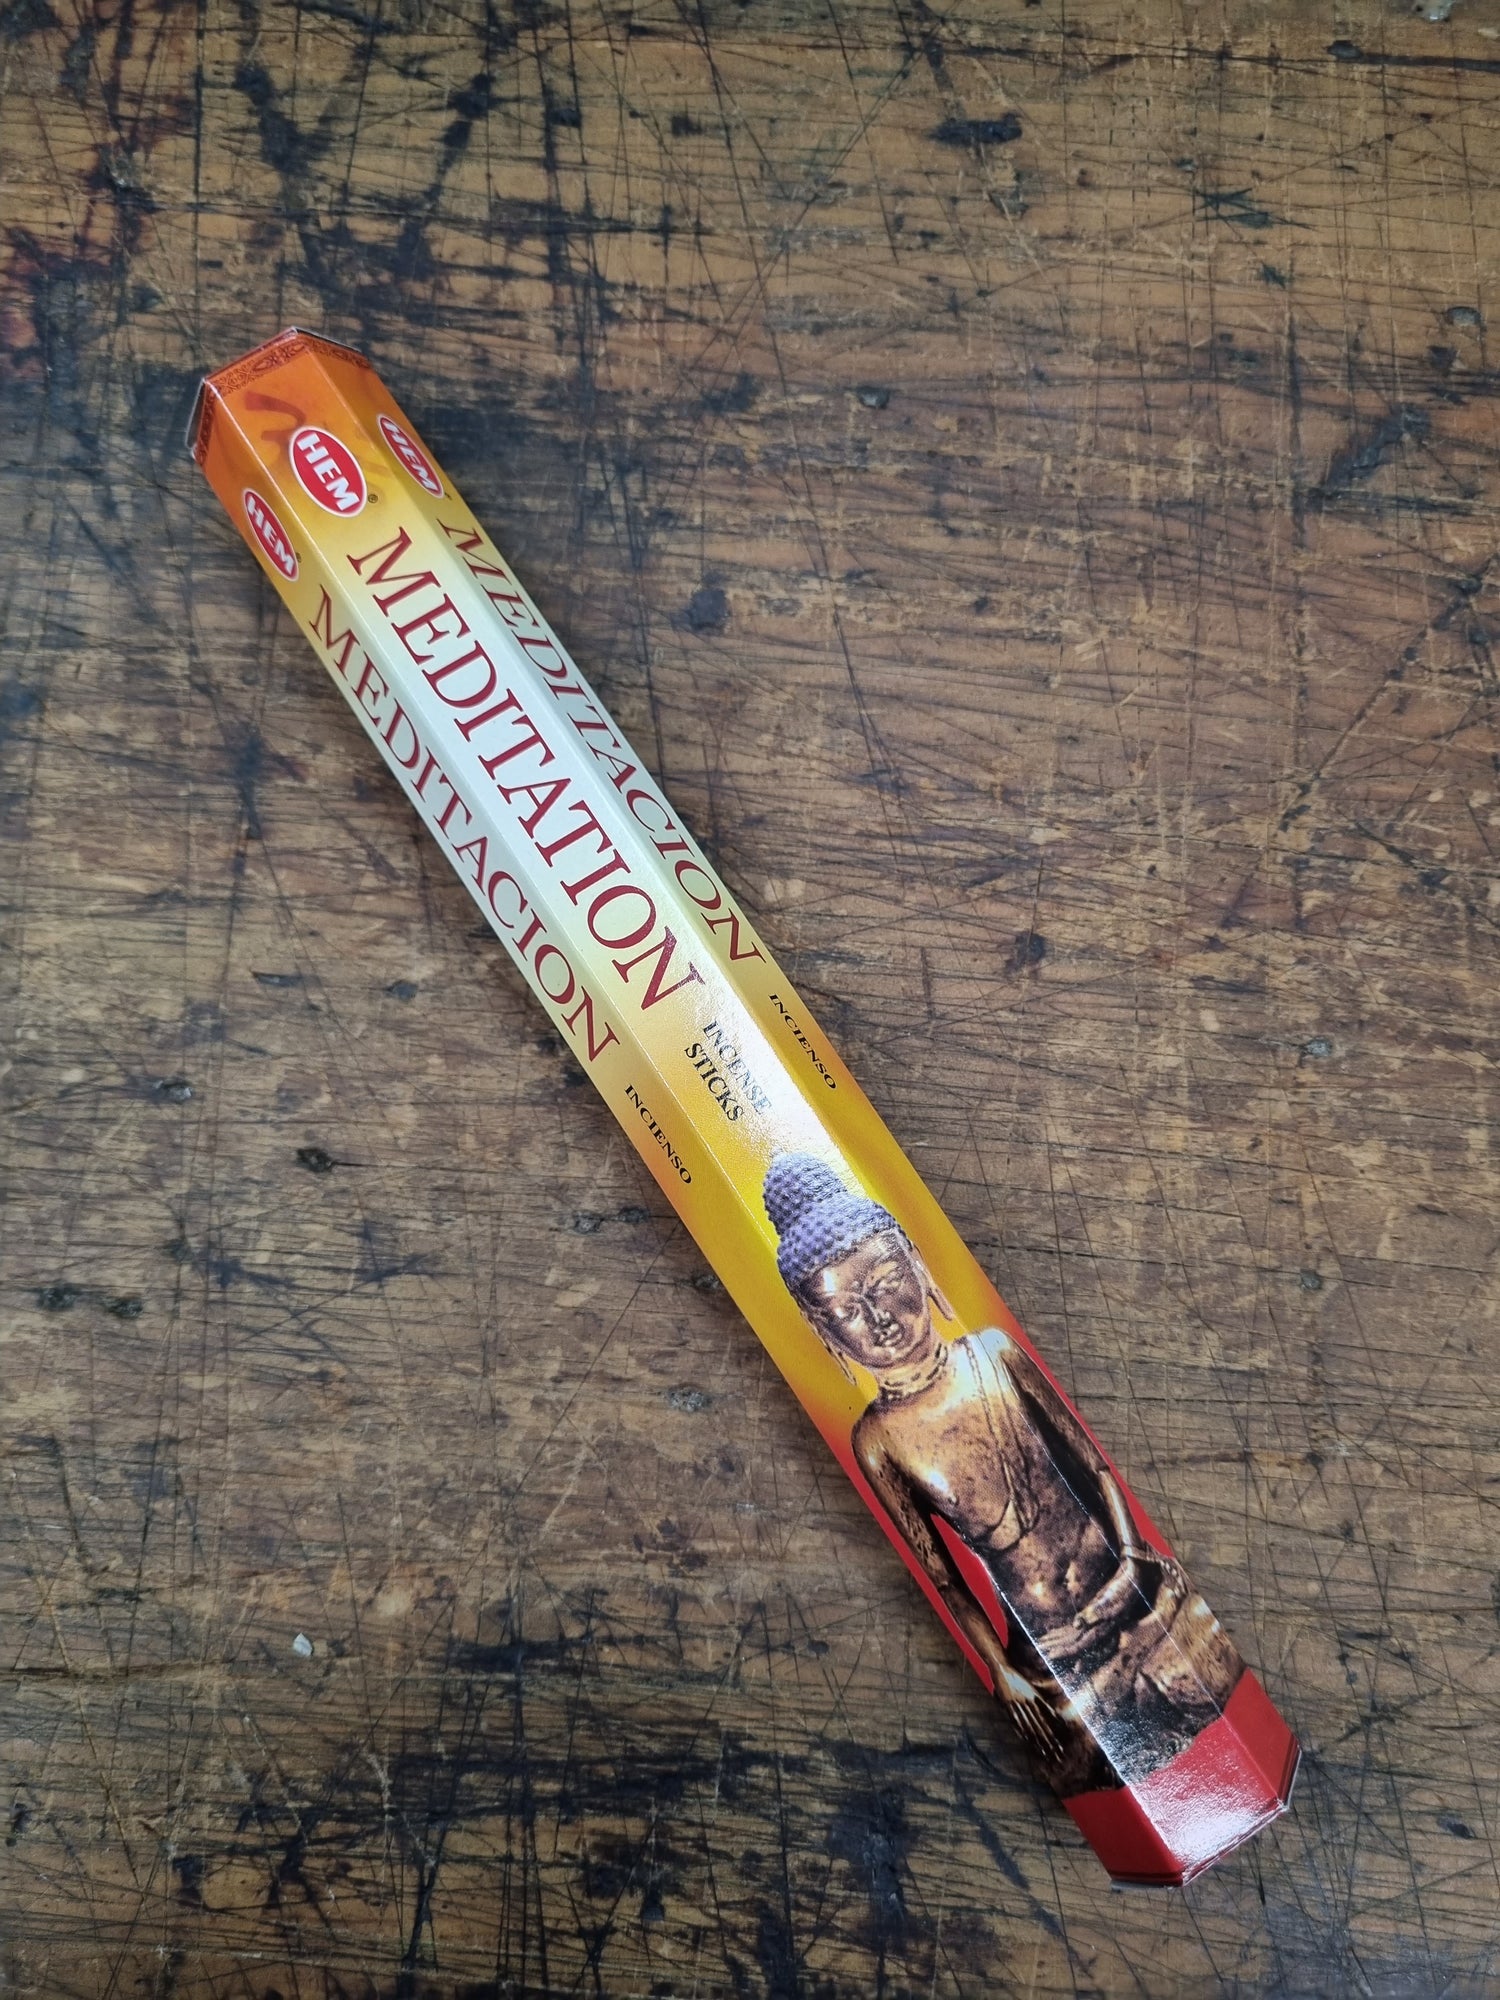 HEM®
MEDITACION
INCIENSO
HEM®
MEDITATION
INCENSE
STICKS
HEM
MEDITACION
INCIENSO